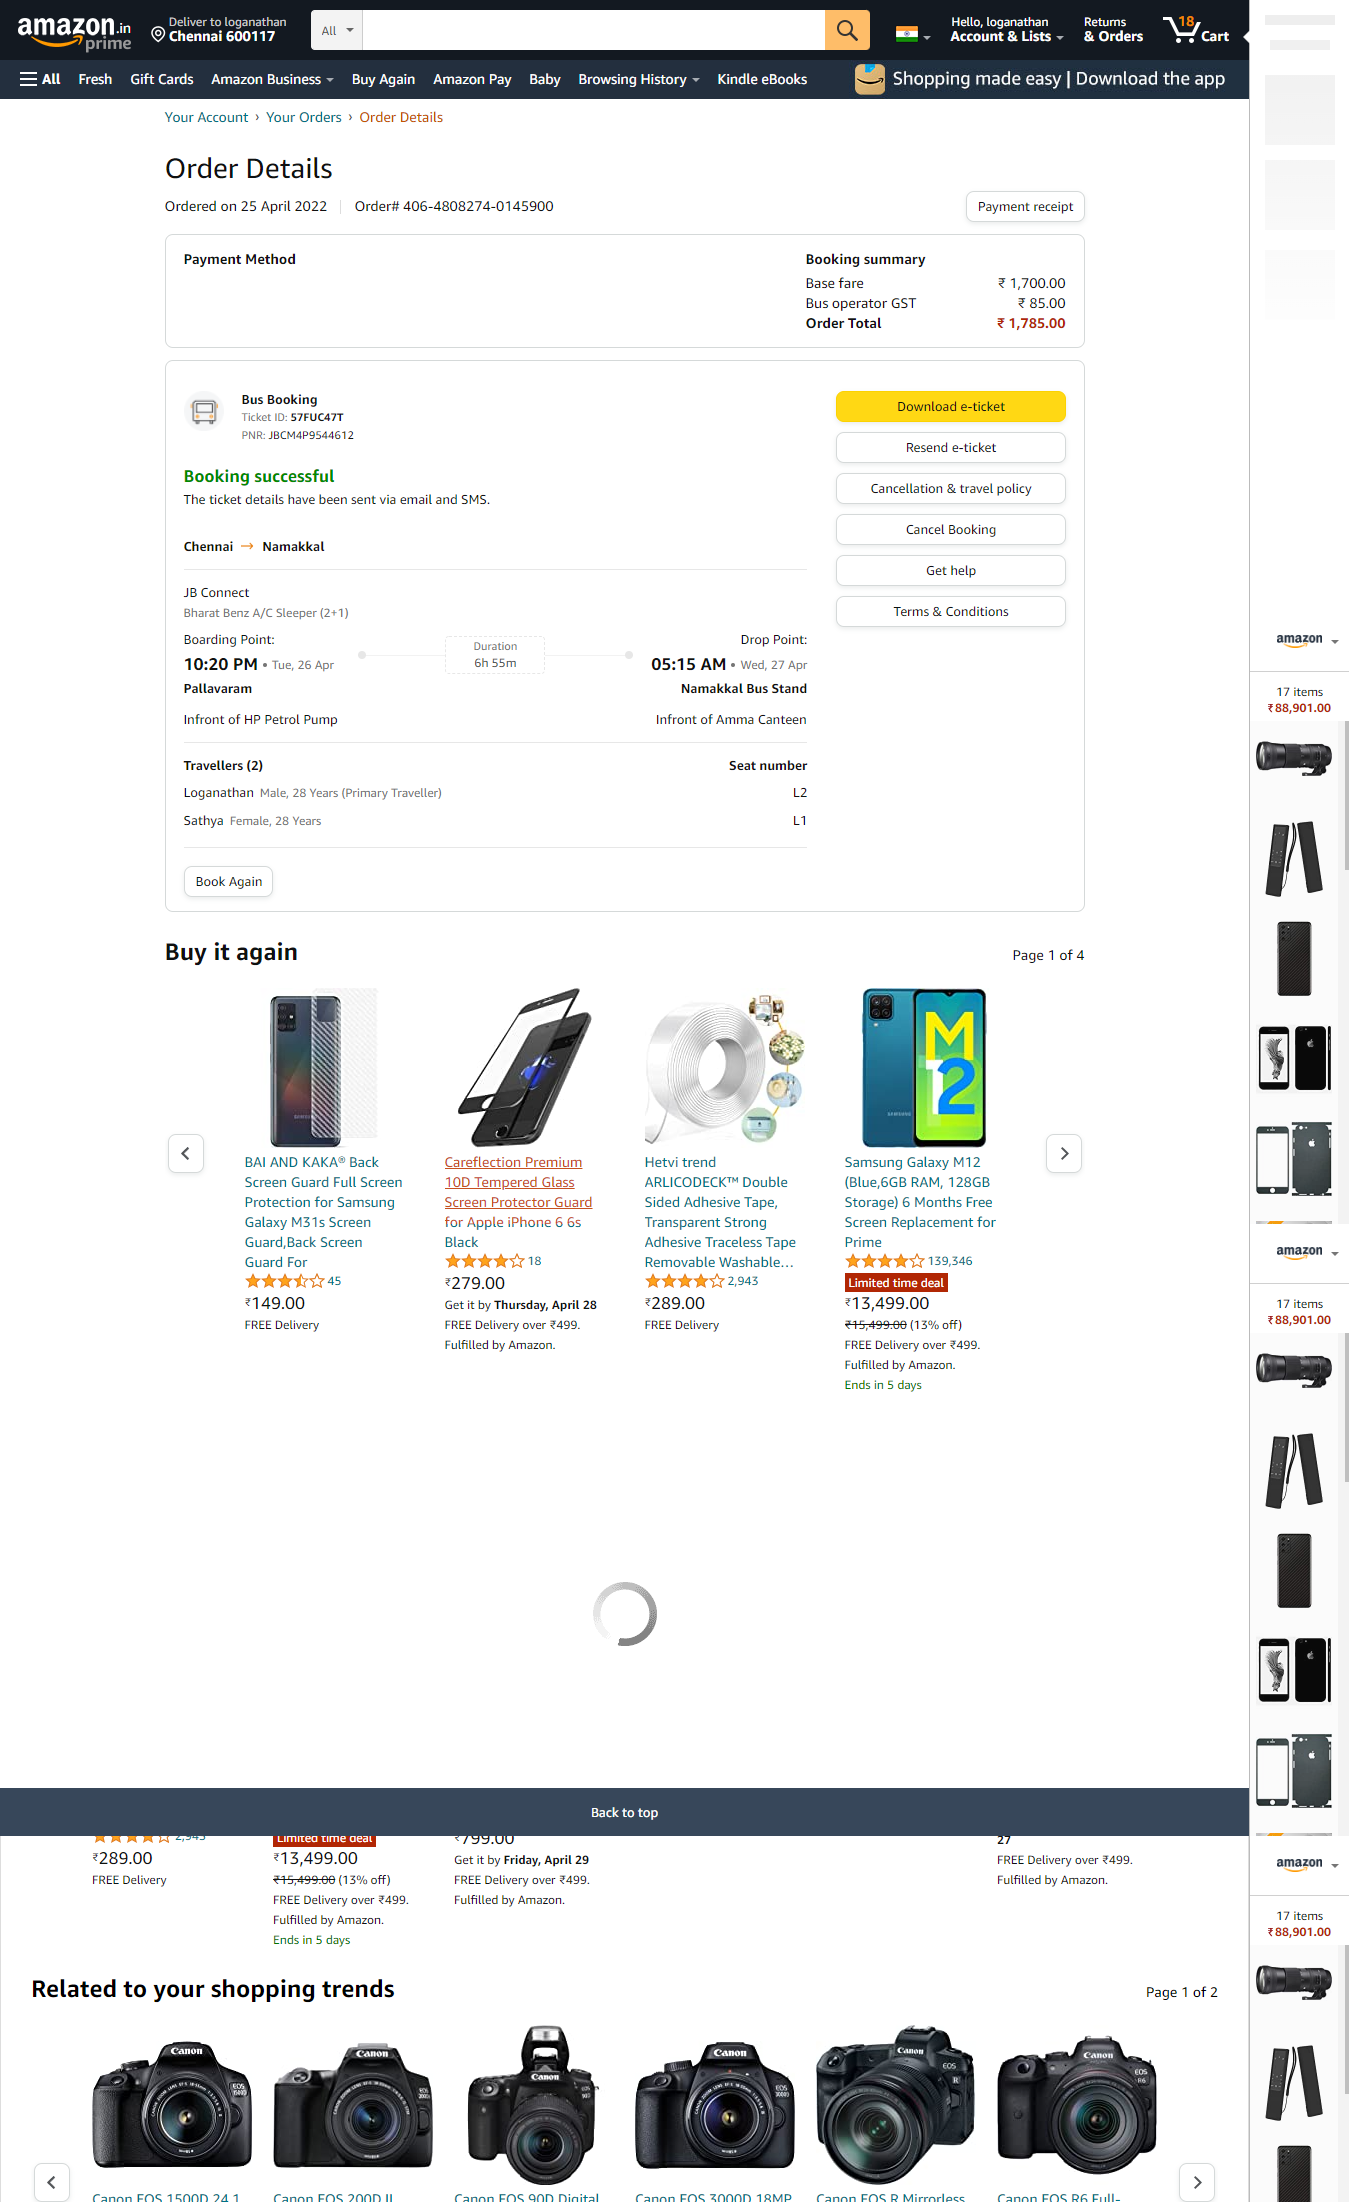 amazon.in
prime
Deliver to loganathan
Chennai 600117
All
Hello, loganathan
Account & Lists
Returns
& Orders
18
Cart
All Fresh Gift Cards Amazon Business Buy Again Amazon Pay Baby Browsing History Kindle eBooks
Shopping made easy | Download the app
Your Account › Your Orders › Order Details
Order Details
Ordered on 25 April 2022 Order# 406-4808274-0145900
Payment receipt
Payment Method
Booking summary
Base fare ₹ 1,700.00
Bus operator GST ₹ 85.00
Order Total ₹ 1,785.00
Bus Booking
Ticket ID: 57FUC47T
PNR: JBCM4P9544612
Booking successful
The ticket details have been sent via email and SMS.
Chennai → Namakkal
JB Connect
Bharat Benz A/C Sleeper (2+1)
Boarding Point:
10:20 PM • Tue, 26 Apr
Pallavaram
Infront of HP Petrol Pump
Duration
6h 55m
Drop Point:
05:15 AM • Wed, 27 Apr
Namakkal Bus Stand
Infront of Amma Canteen
Travellers (2) Seat number
Loganathan Male, 28 Years (Primary Traveller) L2
Sathya Female, 28 Years L1
Book Again
Download e-ticket
Resend e-ticket
Cancellation & travel policy
Cancel Booking
Get help
Terms & Conditions
Buy it again
Page 1 of 4
SAMSUNG
BAI AND KAKA® Back
Screen Guard Full Screen
Protection for Samsung
Galaxy M31s Screen
Guard,Back Screen
Guard For
45
₹149.00
FREE Delivery
Careflection Premium
10D Tempered Glass
Screen Protector Guard
for Apple iPhone 6 6s
Black
18
₹279.00
Get it by Thursday, April 28
FREE Delivery over ₹499.
Fulfilled by Amazon.
Hetvi trend
ARLICODECK™ Double
Sided Adhesive Tape,
Transparent Strong
Adhesive Traceless Tape
Removable Washable…
2,943
₹289.00
FREE Delivery
SAMSUNG
M
12
Samsung Galaxy M12
(Blue,6GB RAM, 128GB
Storage) 6 Months Free
Screen Replacement for
Prime
139,346
Limited time deal
₹13,499.00
₹15,499.00 (13% off)
FREE Delivery over ₹499.
Fulfilled by Amazon.
Ends in 5 days
Back to top
2,943
₹289.00
FREE Delivery
Limited time deal
₹13,499.00
₹15,499.00 (13% off)
FREE Delivery over ₹499.
Fulfilled by Amazon.
Ends in 5 days
₹799.00
Get it by Friday, April 29
FREE Delivery over ₹499.
Fulfilled by Amazon.
27
FREE Delivery over ₹499.
Fulfilled by Amazon.
Related to your shopping trends
Page 1 of 2
Canon
Canon
Canon
Canon
Canon
EOS
R
Canon
EOS
R6
Canon EOS 1500D 24.1
Canon EOS 200D II
Canon EOS 90D Digital
Canon EOS 3000D 18MP
Canon EOS R Mirrorless
Canon EOS R6 Full-
amazon
17 items
₹88,901.00
amazon
17 items
₹88,901.00
amazon
17 items
₹88,901.00